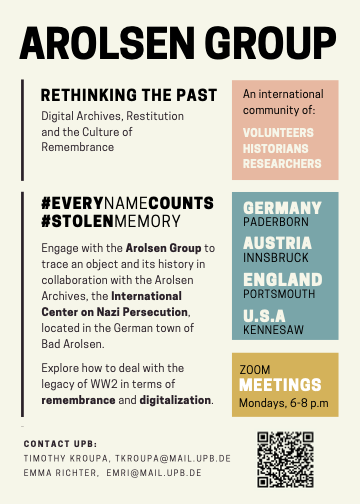 AROLSEN GROUP
RETHINKING THE PAST
Digital Archives, Restitution
and the Culture of
Remembrance
An international
community of:
VOLUNTEERS
HISTORIANS
RESEARCHERS
#EVERYNAMECOUNTS
#STOLENMEMORY
Engage with the Arolsen Group to
trace an object and its history in
collaboration with the Arolsen
Archives, the International
Center on Nazi Persecution,
located in the German town of
Bad Arolsen.
Explore how to deal with the
legacy of WW2 in terms of
remembrance and digitalization.
GERMANY
PADERBORN
AUSTRIA
INNSBRUCK
ENGLAND
PORTSMOUTH
U.S.A
KENNESAW
ZOOM
MEETINGS
Mondays, 6-8 p.m
CONTACT UPB:
TIMOTHY KROUPA, TKROUPA@MAIL.UPB.DE
EMMA RICHTER, EMRI@MAIL.UPB.DE